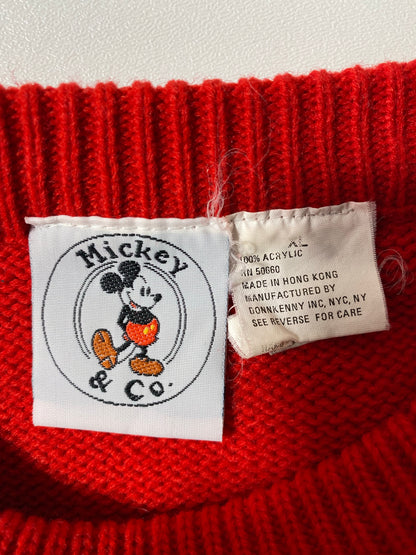 Mickey
& Co.
XL
100% ACRYLIC
RN 50660
MADE IN HONG KONG
MANUFACTURED BY
DONNKENNY INC, NYC, NY
SEE REVERSE FOR CARE